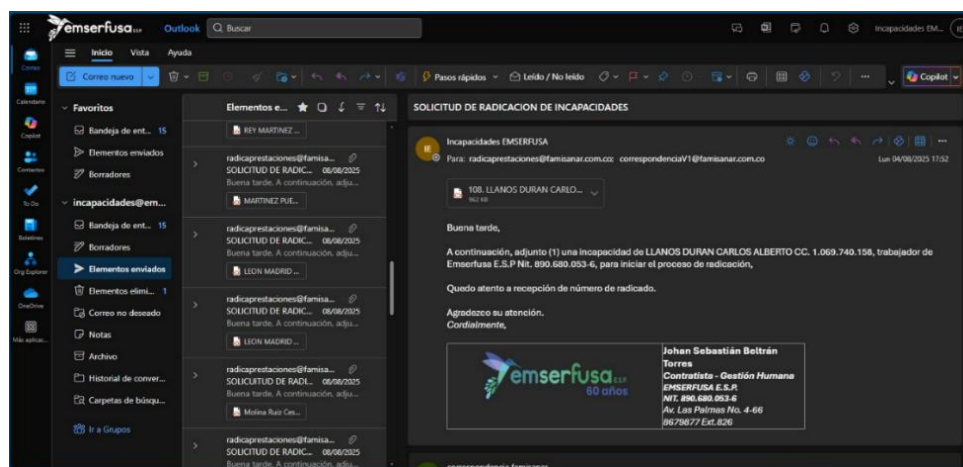 emserfusa E.S.P.
Outlook
Buscar
Incapacidades EM...
Inicio Vista Ayuda
Correo nuevo
Pasos rápidos
Leído / No leído
Copilot
Correo
Calendario
Copilot
Contactos
To Do
Boletines
Org Explorer
OneDrive
Más aplicac...
Favoritos
Bandeja de ent... 15
Elementos enviados
Borradores
incapacidades@em...
Bandeja de ent... 15
Borradores
Elementos enviados
Elementos elimi... 1
Correo no deseado
Notas
Archivo
Historial de conver...
Carpetas de búsqu...
Ir a Grupos
Elementos e...
REY MARTINEZ ...
radicaprestaciones@famisa...
SOLICITUD DE RADIC... 08/08/2025
Buena tarde, A continuación, adju...
MARTINEZ PUE...
radicaprestaciones@famisa...
SOLICITUD DE RADIC... 08/08/2025
Buena tarde, A continuación, adju...
LEON MADRID ...
radicaprestaciones@famisa...
SOLICITUD DE RADIC... 08/08/2025
Buena tarde, A continuación, adju...
LEON MADRID ...
radicaprestaciones@famisa...
SOLICUITUD DE RADI... 08/08/2025
Buena tarde, A continuación, adju...
Molina Ruiz Ces...
radicaprestaciones@famisa...
SOLICITUD DE RADIC... 08/08/2025
Buena tarde, A continuación, adju...
SOLICITUD DE RADICACION DE INCAPACIDADES
IE
Incapacidades EMSERFUSA
Para: radicaprestaciones@famisanar.com.co; correspondenciaV1@famisanar.com.co
Lun 04/08/2025 17:52
108. LLANOS DURAN CARLO...
962 KB
Buena tarde,
A continuación, adjunto (1) una incapacidad de LLANOS DURAN CARLOS ALBERTO CC. 1.069.740.158, trabajador de
Emserfusa E.S.P Nit. 890.680.053-6, para iniciar el proceso de radicación,
Quedo atento a recepción de número de radicado.
Agradezco su atención.
Cordialmente,
emserfusa E.S.P.
60 años
Johan Sebastián Beltrán
Torres
Contratista - Gestión Humana
EMSERFUSA E.S.P.
NIT. 890.680.053-6
Av. Las Palmas No. 4-66
8679877 Ext.826